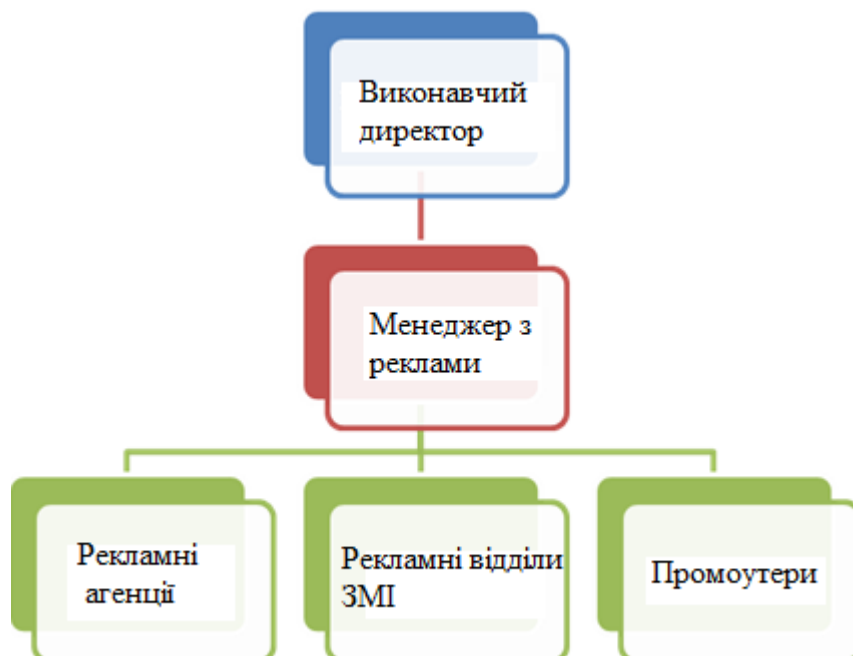 Виконавчий
директор
Менеджер з
реклами
Рекламні
агенції
Рекламні відділи
ЗМІ
Промоутери